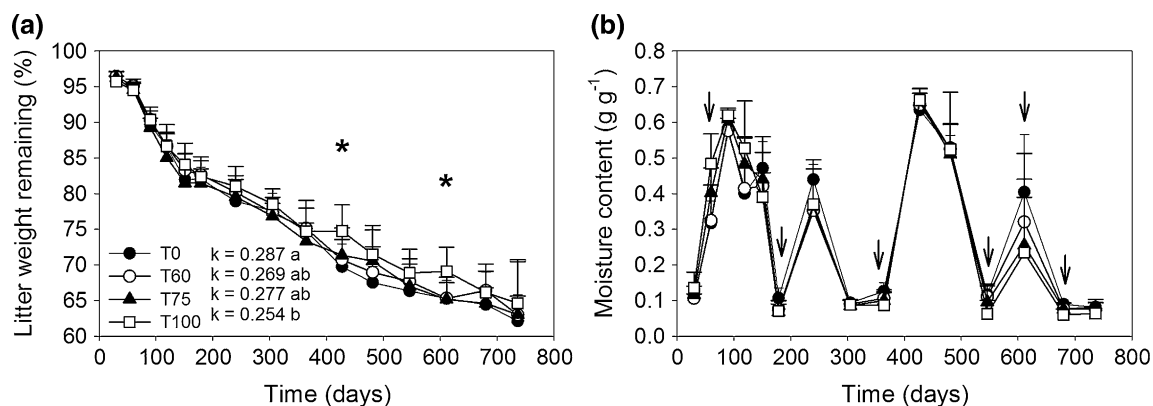 (a)
Litter weight remaining (%)
100
95
90
85
80
75
70
65
60
*
*
T0 k = 0.287 a
T60 k = 0.269 ab
T75 k = 0.277 ab
T100 k = 0.254 b
0 100 200 300 400 500 600 700 800
Time (days)
(b)
Moisture content (g g-1)
0.8
0.7
0.6
0.5
0.4
0.3
0.2
0.1
0.0
0 100 200 300 400 500 600 700 800
Time (days)